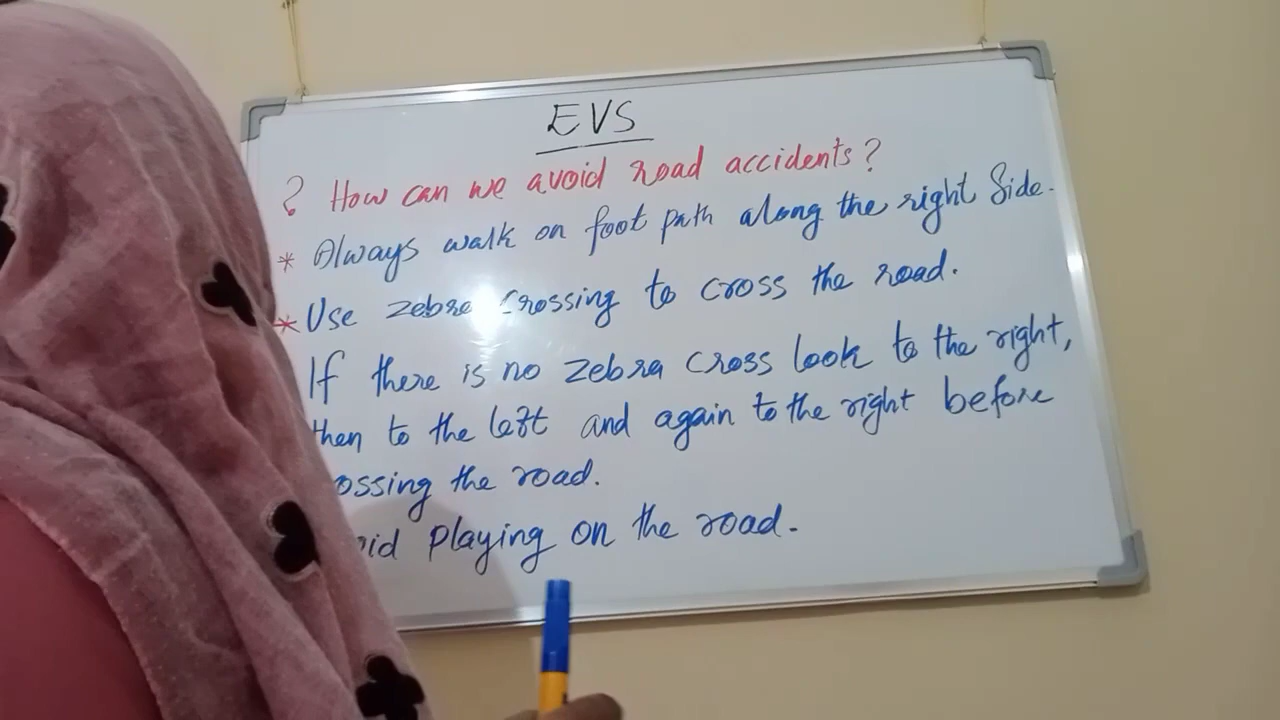 EVS
? How can we avoid road accidents?
* Always walk on foot path along the right Side.
* Use zebra Crossing to cross the road.
If there is no zebra cross look to the right,
then to the left and again to the right before
ossing the road.
oid playing on the road.